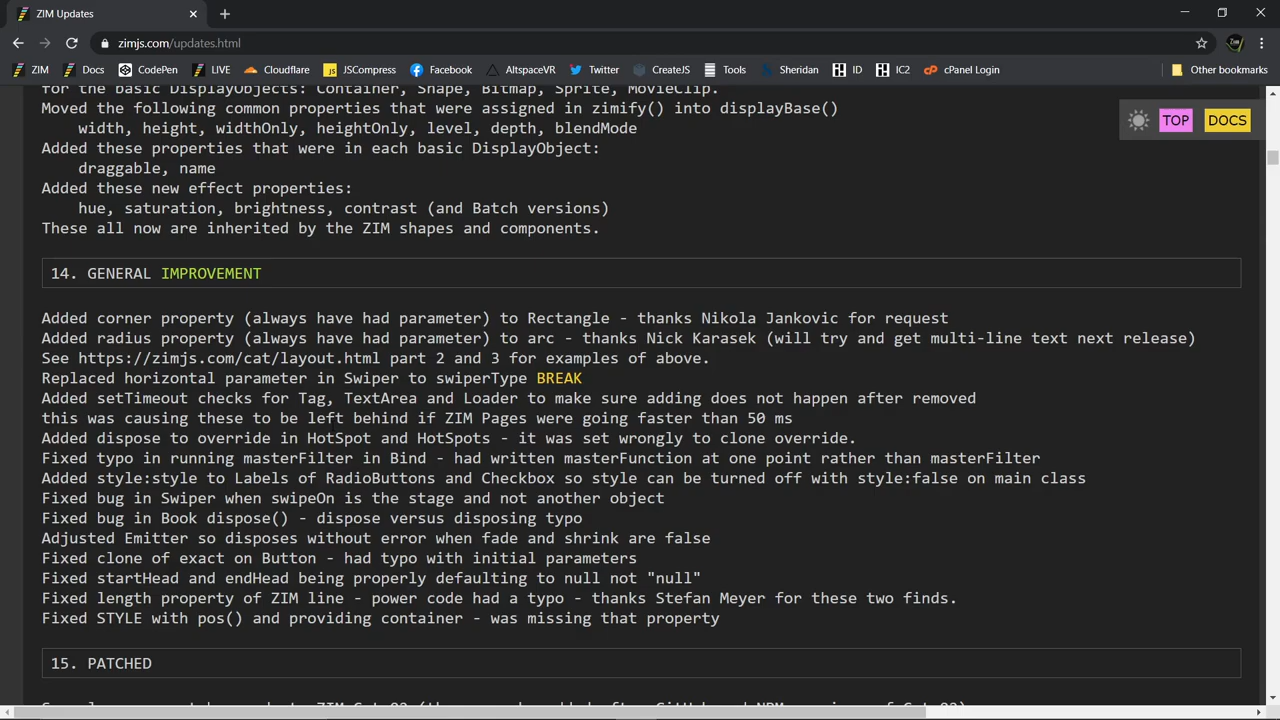 ZIM Updates
zimjs.com/updates.html
ZIM Docs CodePen LIVE Cloudflare JSCompress Facebook AltspaceVR Twitter CreateJS Tools Sheridan ID IC2 cPanel Login Other bookmarks
for the basic DisplayObjects: Container, Shape, Bitmap, Sprite, MovieClip.
Moved the following common properties that were assigned in zimify() into displayBase()
width, height, widthOnly, heightOnly, level, depth, blendMode
TOP DOCS
Added these properties that were in each basic DisplayObject:
draggable, name
Added these new effect properties:
hue, saturation, brightness, contrast (and Batch versions)
These all now are inherited by the ZIM shapes and components.
14. GENERAL IMPROVEMENT
Added corner property (always have had parameter) to Rectangle - thanks Nikola Jankovic for request
Added radius property (always have had parameter) to arc - thanks Nick Karasek (will try and get multi-line text next release)
See https://zimjs.com/cat/layout.html part 2 and 3 for examples of above.
Replaced horizontal parameter in Swiper to swiperType BREAK
Added setTimeout checks for Tag, TextArea and Loader to make sure adding does not happen after removed
this was causing these to be left behind if ZIM Pages were going faster than 50 ms
Added dispose to override in HotSpot and HotSpots - it was set wrongly to clone override.
Fixed typo in running masterFilter in Bind - had written masterFunction at one point rather than masterFilter
Added style:style to Labels of RadioButtons and Checkbox so style can be turned off with style:false on main class
Fixed bug in Swiper when swipeOn is the stage and not another object
Fixed bug in Book dispose() - dispose versus disposing typo
Adjusted Emitter so disposes without error when fade and shrink are false
Fixed clone of exact on Button - had typo with initial parameters
Fixed startHead and endHead being properly defaulting to null not "null"
Fixed length property of ZIM line - power code had a typo - thanks Stefan Meyer for these two finds.
Fixed STYLE with pos() and providing container - was missing that property
15. PATCHED